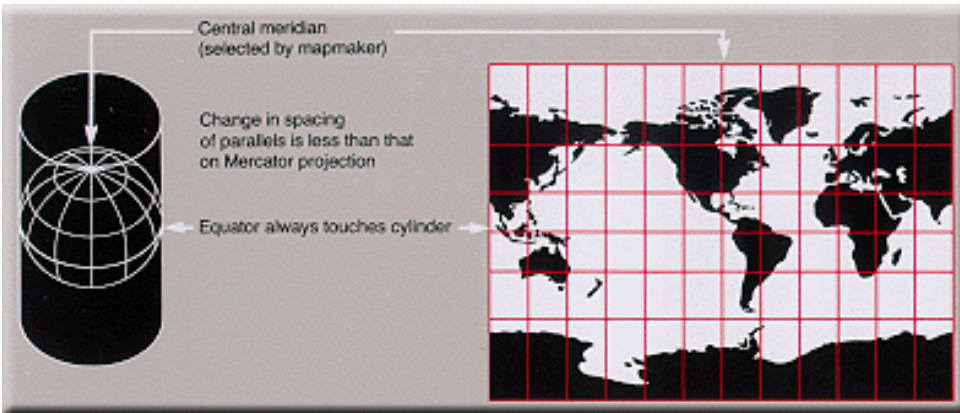 Central meridian
(selected by mapmaker)
Change in spacing
of parallels is less than that
on Mercator projection
Equator always touches cylinder